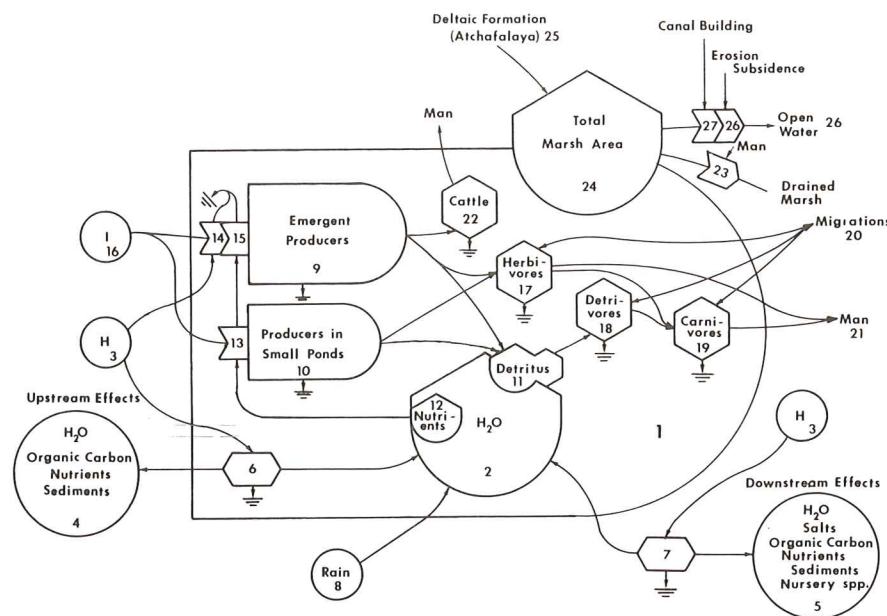 Deltaic Formation
(Atchafalaya) 25
Canal Building
Erosion
Subsidence
Man
Total
Marsh Area
24
27
26
Open
Water 26
Man
23
Drained
Marsh
Cattle
22
14
15
Emergent
Producers
9
I
16
Migrations
20
Herbi-
vores
17
Detri-
vores
18
Carni-
vores
19
Man
21
H
3
13
Producers in
Small Ponds
10
Detritus
11
12
Nutri-
ents
H2O
2
1
H
3
Upstream Effects
H2O
Organic Carbon
Nutrients
Sediments
4
6
Downstream Effects
H2O
Salts
Organic Carbon
Nutrients
Sediments
Nursery spp.
5
7
Rain
8